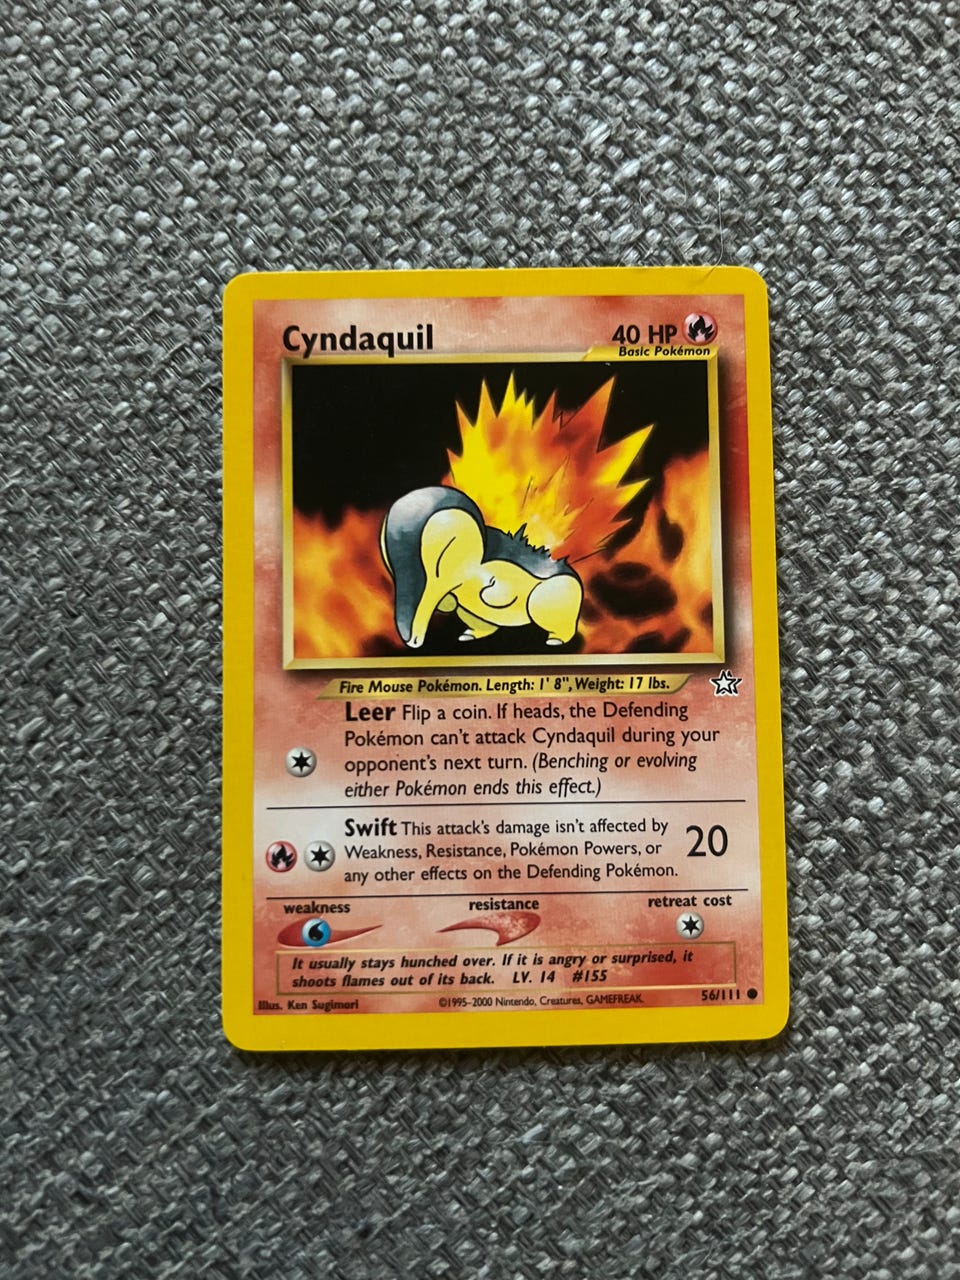 Cyndaquil
40 HP
Basic Pokémon
Fire Mouse Pokémon. Length: 1' 8", Weight: 17 lbs.
Leer Flip a coin. If heads, the Defending
Pokémon can't attack Cyndaquil during your
opponent's next turn. (Benching or evolving
either Pokémon ends this effect.)
Swift This attack's damage isn't affected by
Weakness, Resistance, Pokémon Powers, or
any other effects on the Defending Pokémon.
20
weakness
resistance
retreat cost
It usually stays hunched over. If it is angry or surprised, it
shoots flames out of its back. LV. 14 #155
Illus. Ken Sugimori
©1995-2000 Nintendo, Creatures, GAMEFREAK.
56/111